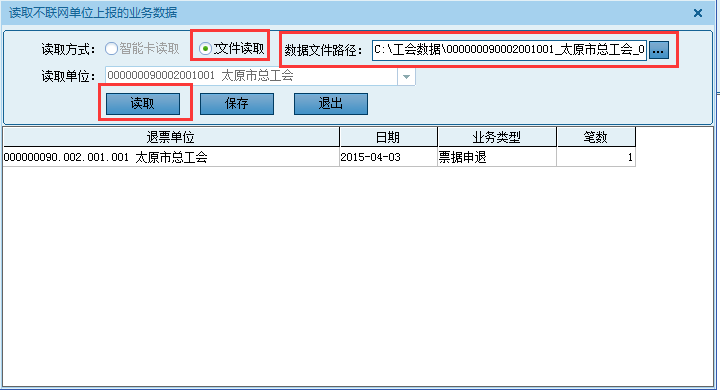 读取不联网单位上报的业务数据
读取方式: 智能卡读取 文件读取 数据文件路径: C:\工会数据\000000090002001001_太原市总工会_0 ...
读取单位: 000000090002001001 太原市总工会
读取 保存 退出
退票单位 日期 业务类型 笔数
000000090.002.001.001 太原市总工会 2015-04-03 票据申退 1